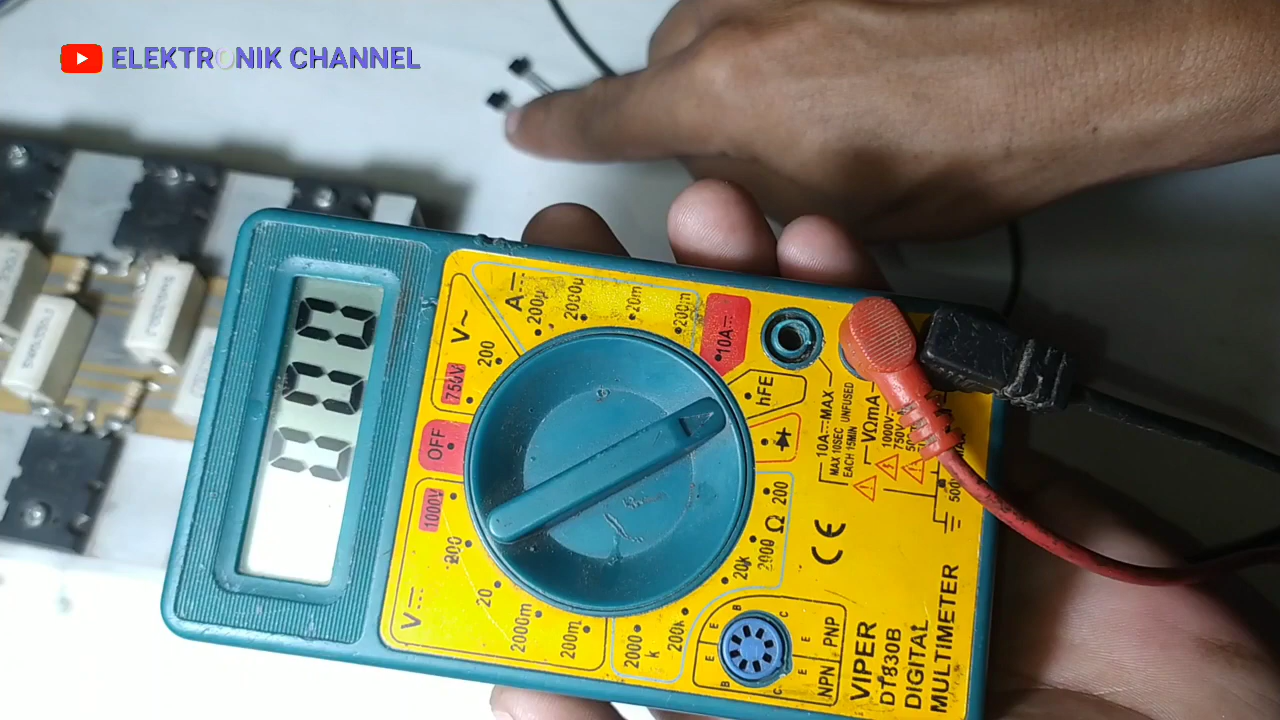 ELEKTRONIK CHANNEL
A
200µ
2000µ
20m
200m
10A
hFE
V~
200
750V
OFF
1000V
200
20
2000m
200m
V
2000
k
200k
20k
2000
Ω
200
10A MAX
MAX 10SEC UNFUSED
EACH 15MIN
VΩmA
1000V
750V
CE
B
C
E
E
E
E
B
C
NPN PNP
VIPER
DT830B
DIGITAL
MULTIMETER